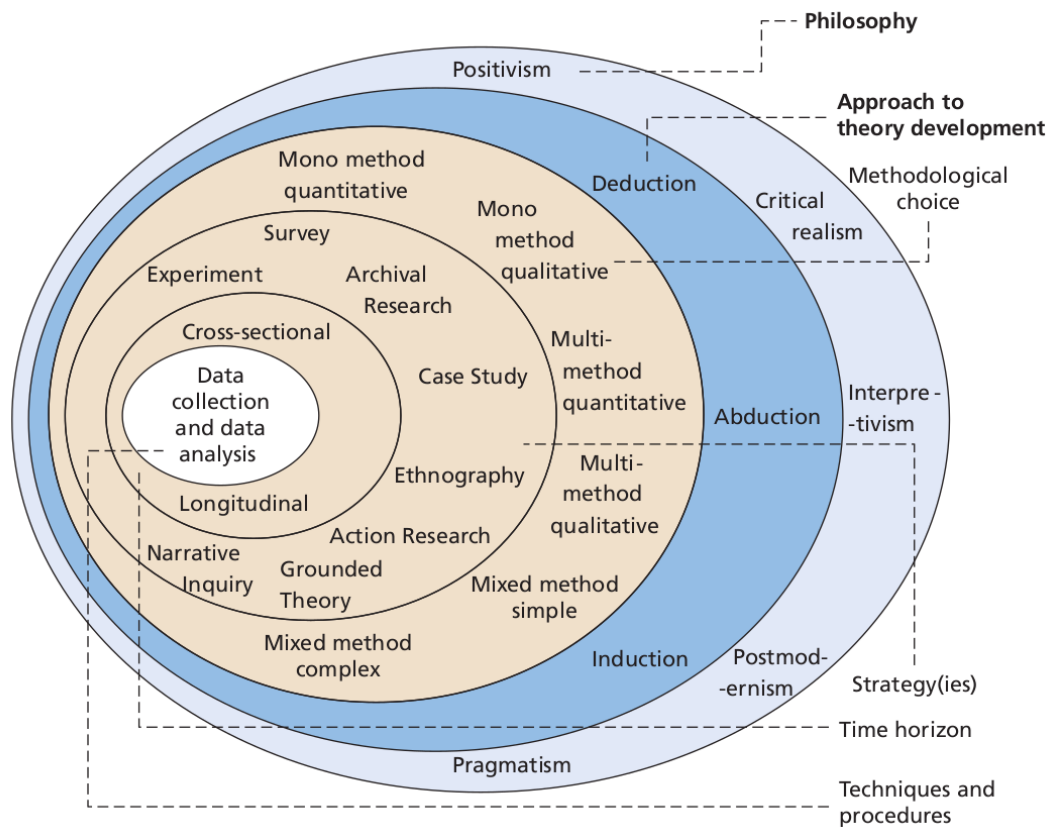 Philosophy
Positivism
Approach to
theory development
Deduction
Methodological
choice
Critical
realism
Mono method
quantitative
Mono
method
qualitative
Survey
Experiment
Archival
Research
Cross-sectional
Multi-
method
quantitative
Data
collection
and data
analysis
Case Study
Abduction
Interpre-
-tivism
Ethnography
Multi-
method
qualitative
Longitudinal
Action Research
Narrative
Inquiry
Grounded
Theory
Mixed method
simple
Mixed method
complex
Induction
Postmod-
-ernism
Strategy(ies)
Time horizon
Pragmatism
Techniques and
procedures